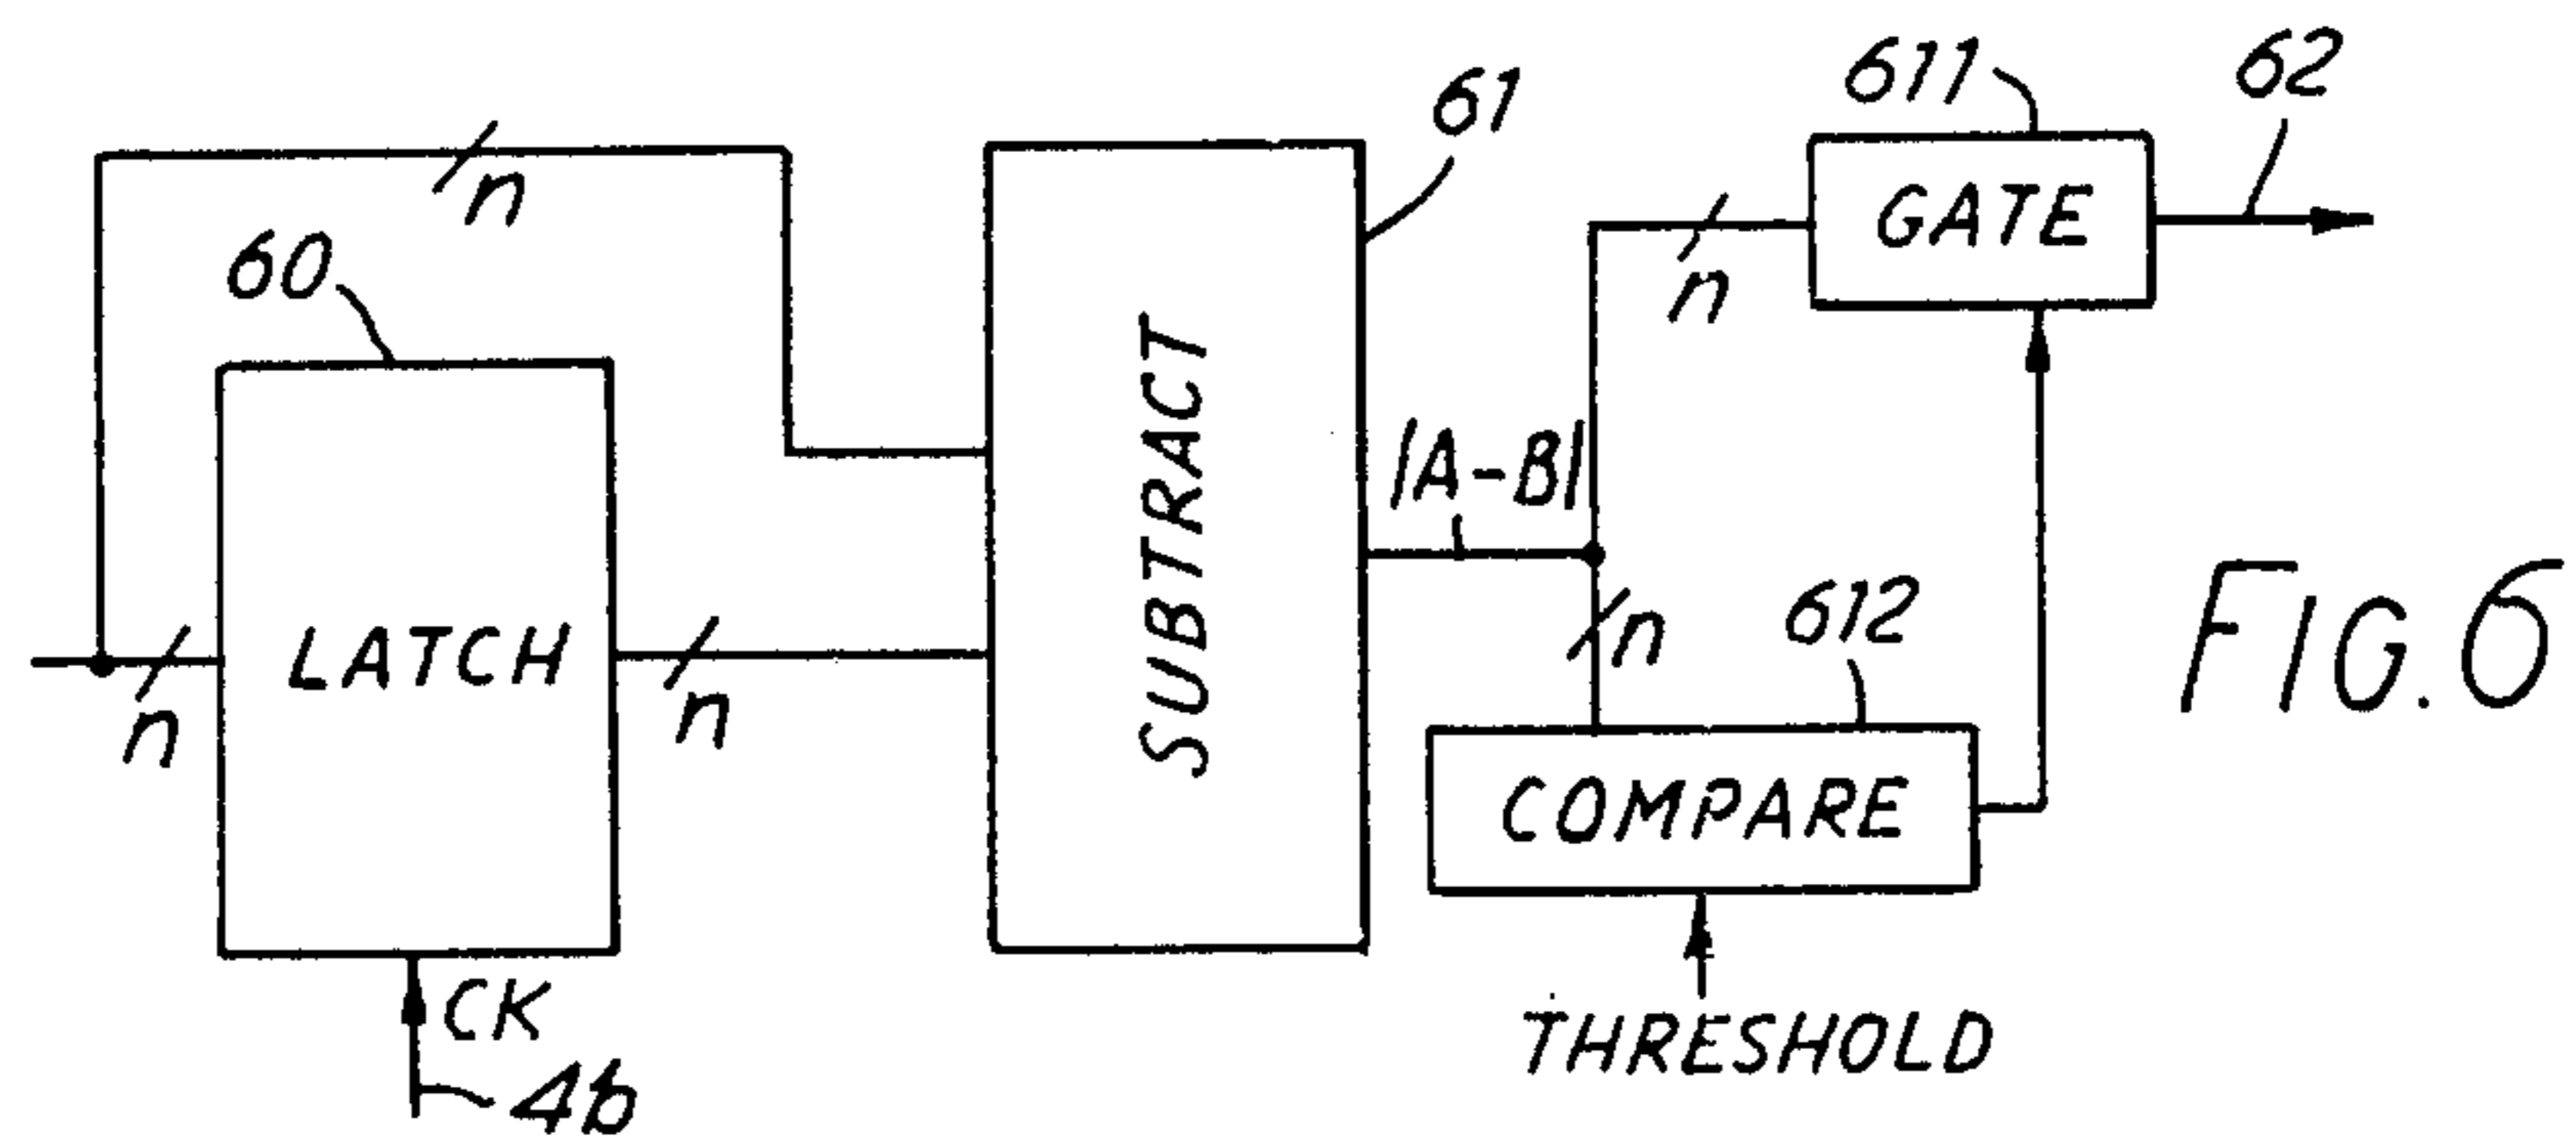 611
62
61
n
GATE
60
n
|A-B|
SUBTRACT
n
612
LATCH
FIG. 6
n
n
COMPARE
CK
THRESHOLD
4b